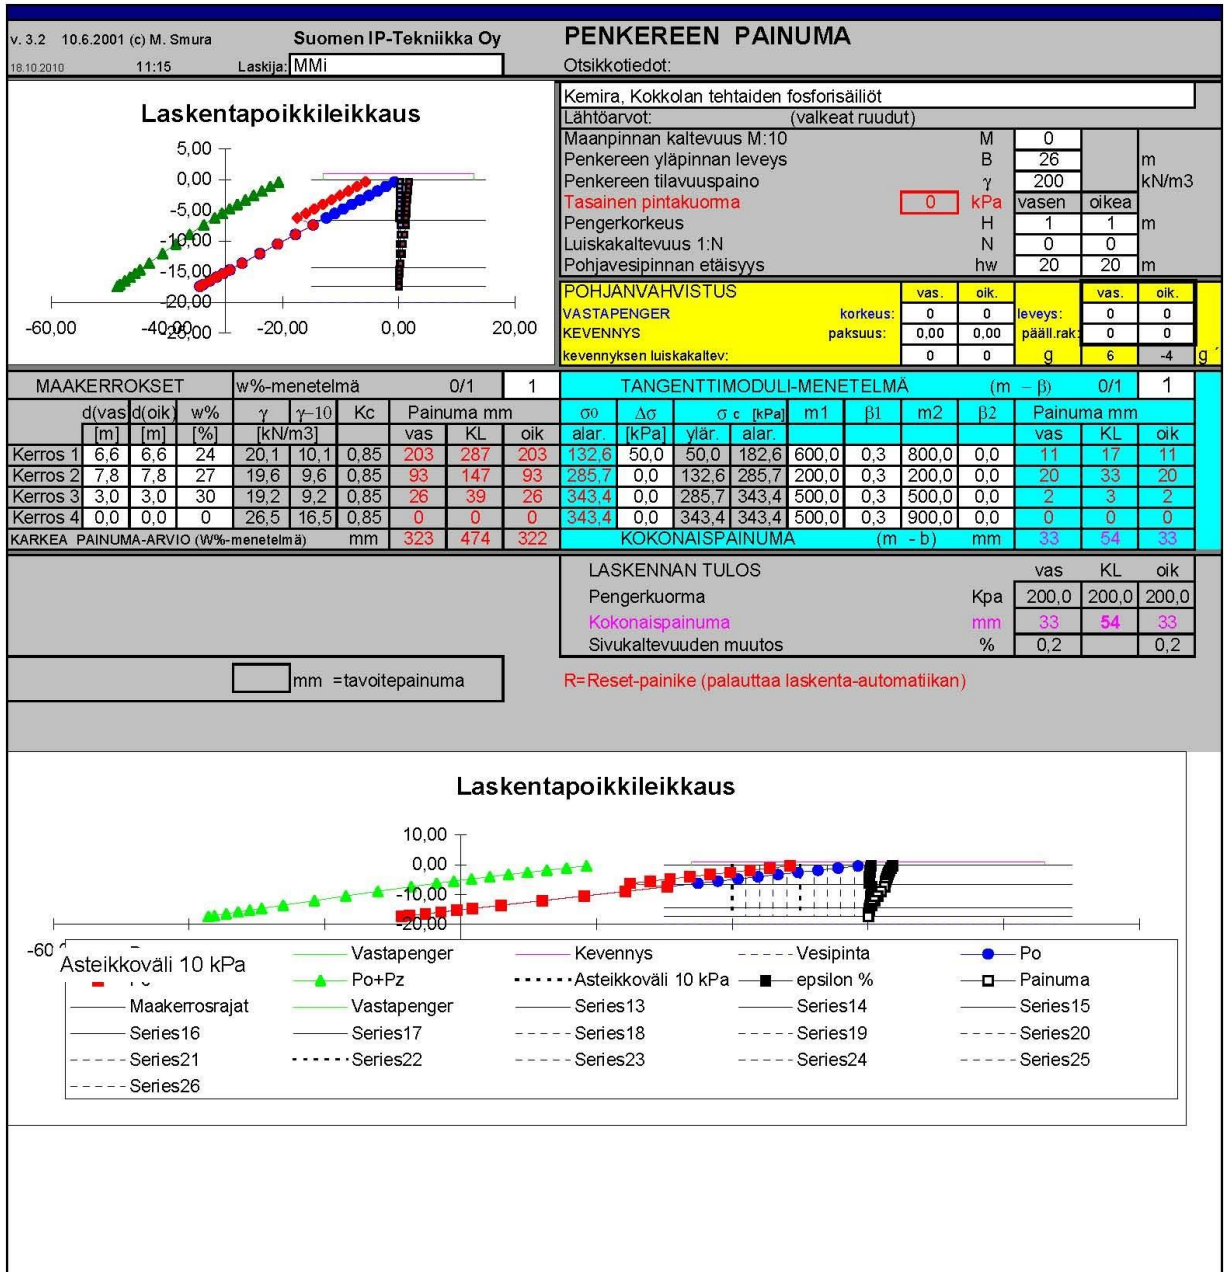 v. 3.2 10.6.2001 (c) M. Smura Suomen IP-Tekniikka Oy PENKEREEN PAINUMA
18.10.2010 11:15 Laskija: MMi Otsikkotiedot:
Laskentapoikkileikkaus
5,00
0,00
-5,00
-10,00
-15,00
-20,00
-25,00
-60,00 -40,00 -20,00 0,00 20,00
Kemira, Kokkolan tehtaiden fosforisäiliöt
Lähtöarvot: (valkeat ruudut)
Maanpinnan kaltevuus M:10 M 0
Penkereen yläpinnan leveys B 26 m
Penkereen tilavuuspaino γ 200 kN/m3
Tasainen pintakuorma 0 kPa vasen oikea
Pengerkorkeus H 1 1 m
Luiskakaltevuus 1:N N 0 0
Pohjavesipinnan etäisyys hw 20 20 m
POHJANVAHVISTUS vas. oik. vas. oik.
VASTAPENGER korkeus: 0 0 leveys: 0 0
KEVENNYS paksuus: 0,00 0,00 pääll.rak: 0 0
kevennyksen luiskakaltev: 0 0 g 6 -4 g ´
MAAKERROKSET w%-menetelmä 0/1 1 TANGENTTIMODULI-MENETELMÄ (m – β) 0/1 1
d(vas d(oik) w% γ γ–10 Kc Painuma mm σ0 Δσ σ c [kPa] m1 β1 m2 β2 Painuma mm
[m] [m] [%] [kN/m3] vas KL oik alar. [kPa] ylär. alar. vas KL oik
Kerros 1 6,6 6,6 24 20,1 10,1 0,85 203 287 203 132,6 50,0 50,0 182,6 600,0 0,3 800,0 0,0 11 17 11
Kerros 2 7,8 7,8 27 19,6 9,6 0,85 93 147 93 285,7 0,0 132,6 285,7 200,0 0,3 200,0 0,0 20 33 20
Kerros 3 3,0 3,0 30 19,2 9,2 0,85 26 39 26 343,4 0,0 285,7 343,4 500,0 0,3 500,0 0,0 2 3 2
Kerros 4 0,0 0,0 0 26,5 16,5 0,85 0 0 0 343,4 0,0 343,4 343,4 500,0 0,3 900,0 0,0 0 0 0
KARKEA PAINUMA-ARVIO (W%-menetelmä) mm 323 474 322 KOKONAISPAINUMA (m - b) mm 33 54 33
LASKENNAN TULOS vas KL oik
Pengerkuorma Kpa 200,0 200,0 200,0
Kokonaispainuma mm 33 54 33
Sivukaltevuuden muutos % 0,2 0,2
mm =tavoitepainuma R=Reset-painike (palauttaa laskenta-automatiikan)
Laskentapoikkileikkaus
10,00
0,00
-10,00
-20,00
Asteikkoväli 10 kPa
Vastapenger Kevennys Vesipinta Po
Po+Pz Asteikkoväli 10 kPa epsilon % Painuma
Maakerrosrajat Vastapenger Series13 Series14 Series15
Series16 Series17 Series18 Series19 Series20
Series21 Series22 Series23 Series24 Series25
Series26